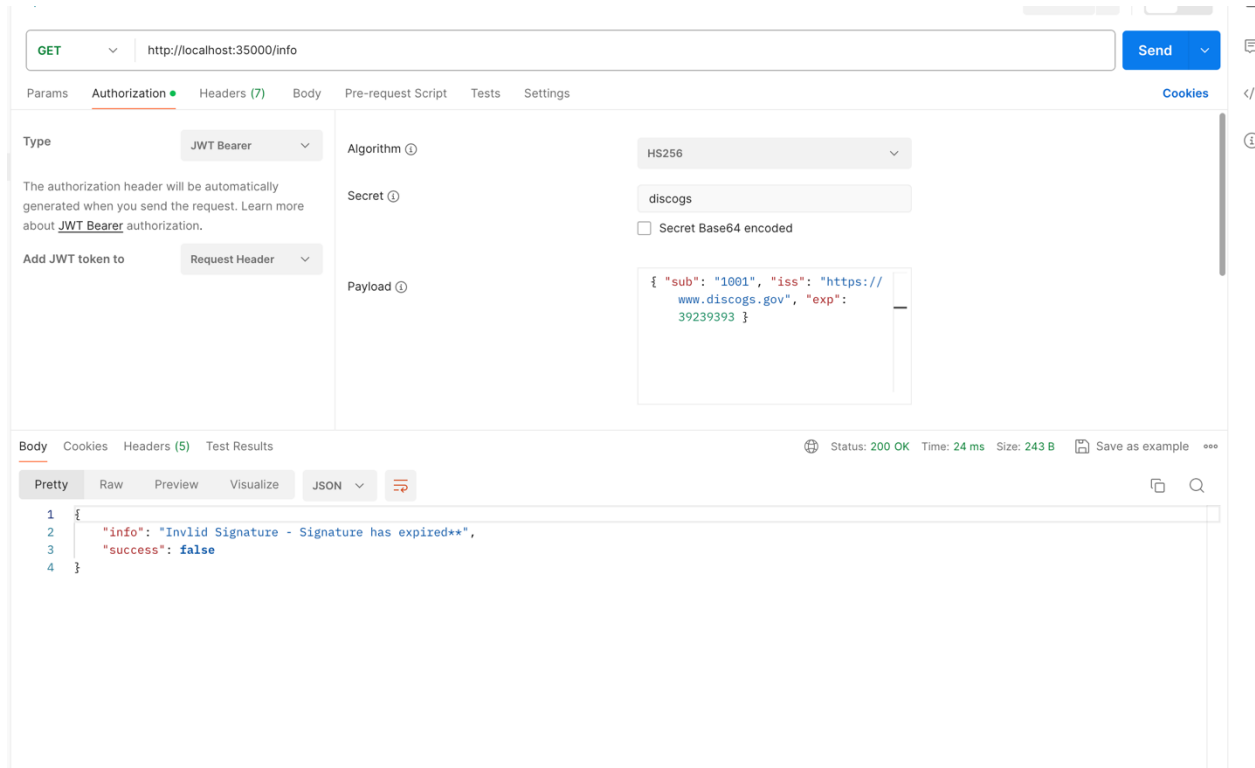 GET
http://localhost:35000/info
Send
Params Authorization Headers (7) Body Pre-request Script Tests Settings Cookies
Type
JWT Bearer
The authorization header will be automatically
generated when you send the request. Learn more
about JWT Bearer authorization.
Add JWT token to
Request Header
Algorithm
HS256
Secret
discogs
Secret Base64 encoded
Payload
{ "sub": "1001", "iss": "https://
www.discogs.gov", "exp":
39239393 }
Body Cookies Headers (5) Test Results
Status: 200 OK Time: 24 ms Size: 243 B Save as example
Pretty Raw Preview Visualize JSON
1 {
2 "info": "Invlid Signature - Signature has expired**",
3 "success": false
4 }